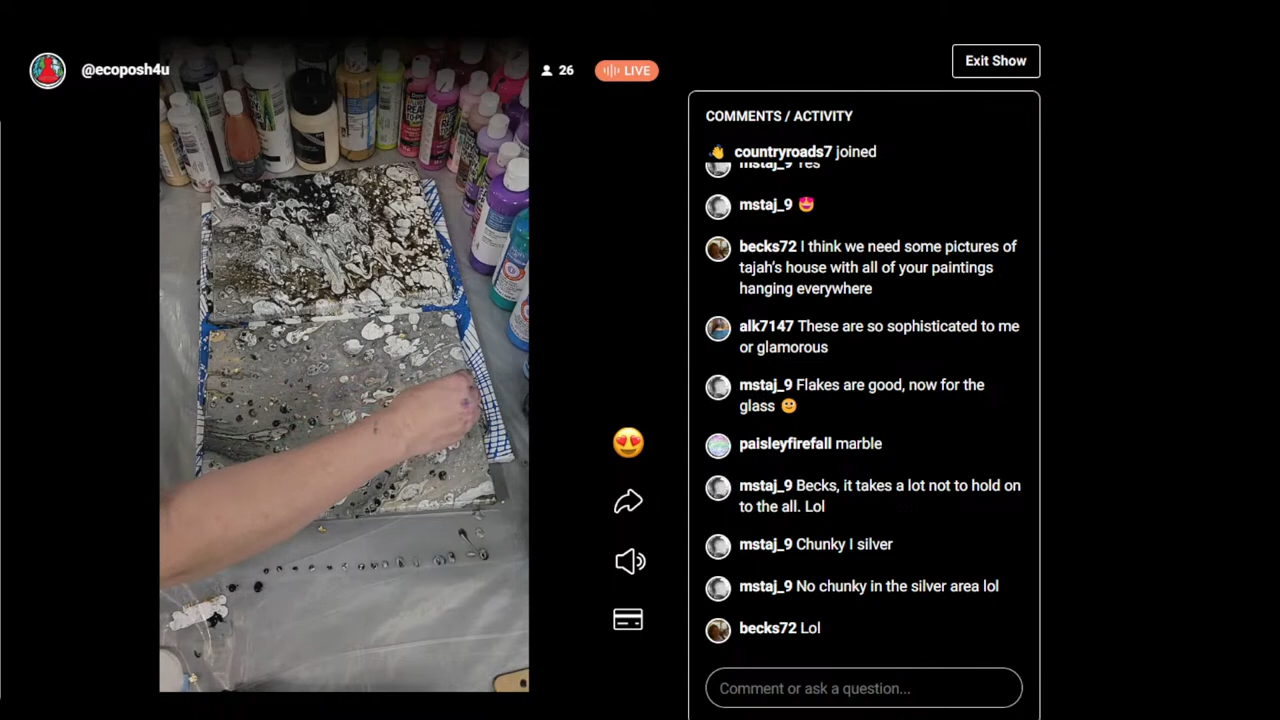 @ecoposh4u
26
LIVE
Exit Show
COMMENTS / ACTIVITY
countryroads7 joined
mstaj_9 Yes
mstaj_9 😍
becks72 I think we need some pictures of
tajah's house with all of your paintings
hanging everywhere
alk7147 These are so sophisticated to me
or glamorous
mstaj_9 Flakes are good, now for the
glass 🙂
paisleyfirefall marble
mstaj_9 Becks, it takes a lot not to hold on
to the all. Lol
mstaj_9 Chunky I silver
mstaj_9 No chunky in the silver area lol
becks72 Lol
Comment or ask a question...